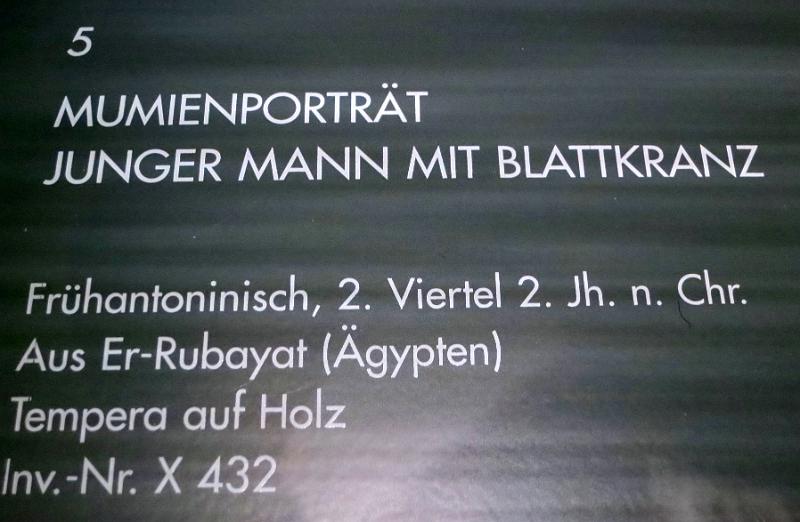 5
MUMIENPORTRÄT
JUNGER MANN MIT BLATTKRANZ
Frühantoninisch, 2. Viertel 2. Jh. n. Chr.
Aus Er-Rubayat (Ägypten)
Tempera auf Holz
Inv.-Nr. X 432